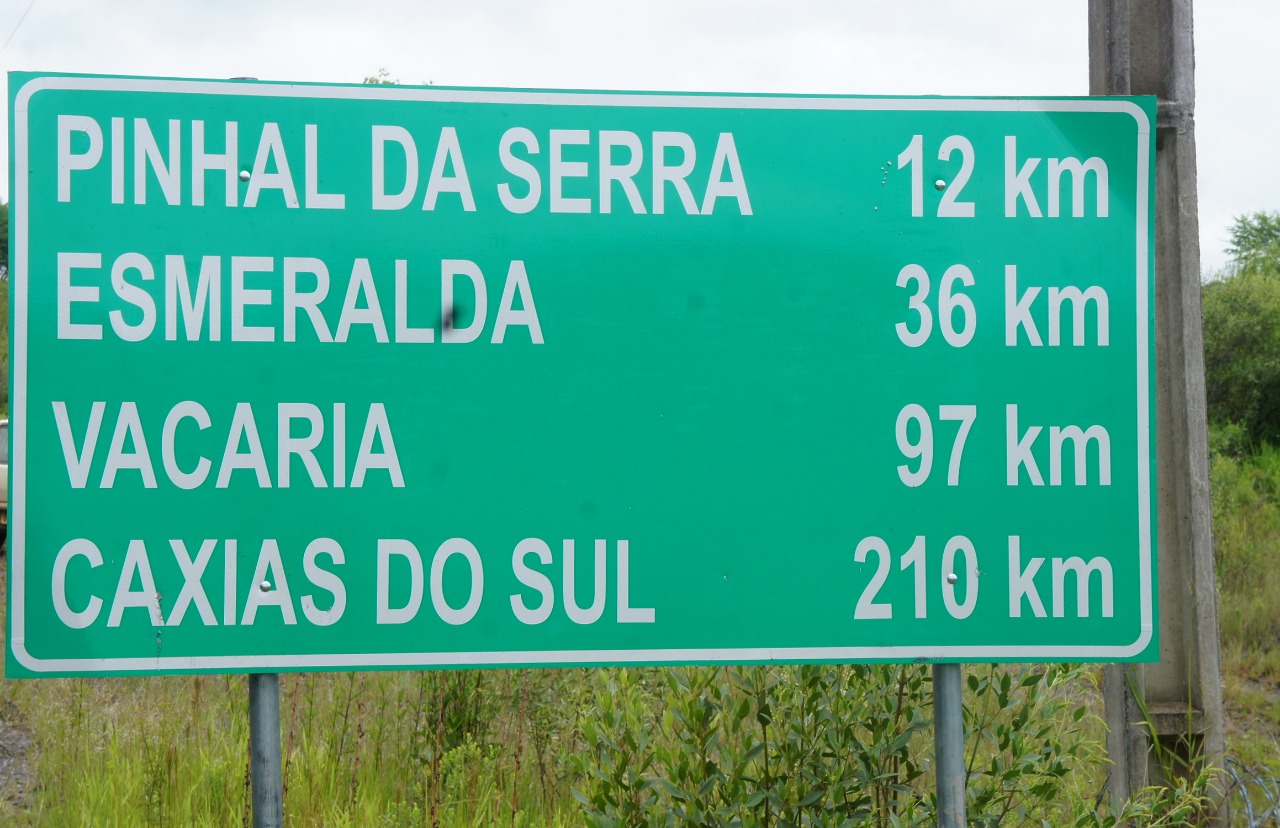 PINHAL DA SERRA 12 km
ESMERALDA 36 km
VACARIA 97 km
CAXIAS DO SUL 210 km